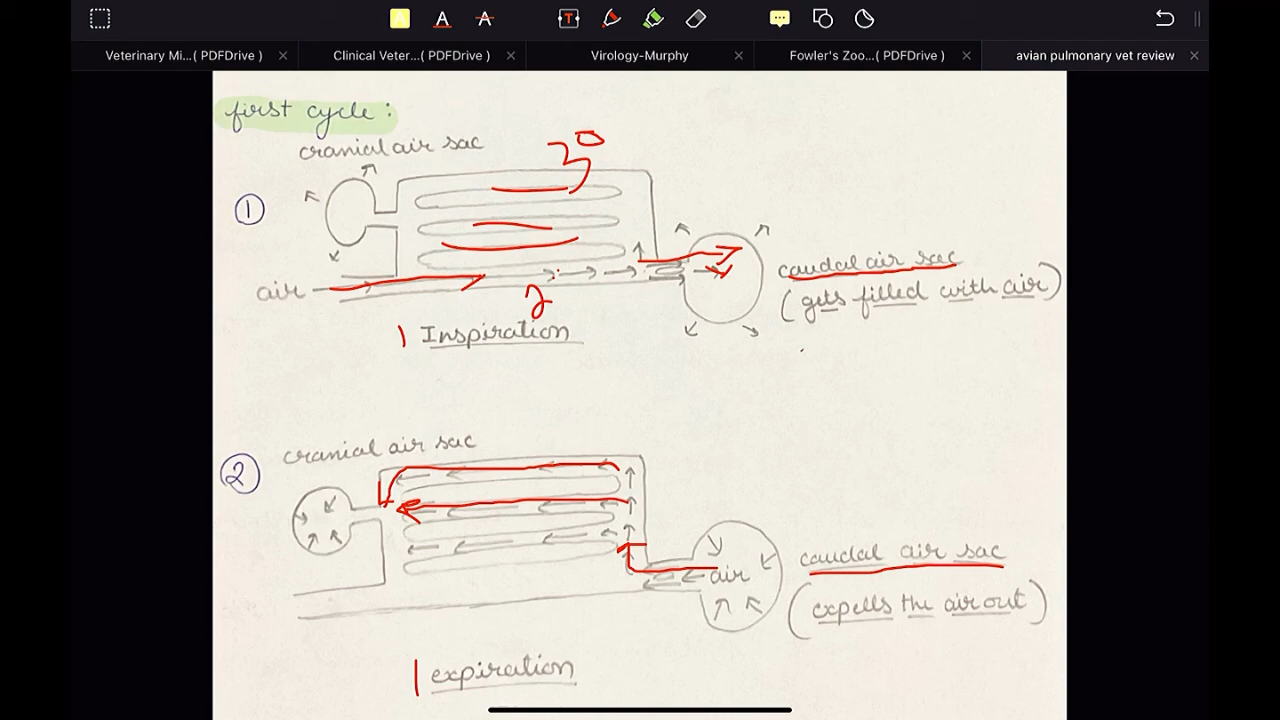 Veterinary Mi...( PDFDrive )
Clinical Veter...( PDFDrive )
Virology-Murphy
Fowler's Zoo...( PDFDrive )
avian pulmonary vet review
T
first cycle :
cranial air sac
1
3°
air
2
caudal air sac
(gets filled with air)
1 Inspiration
2
cranial air sac
air
caudal air sac
(expells the air out)
1 expiration